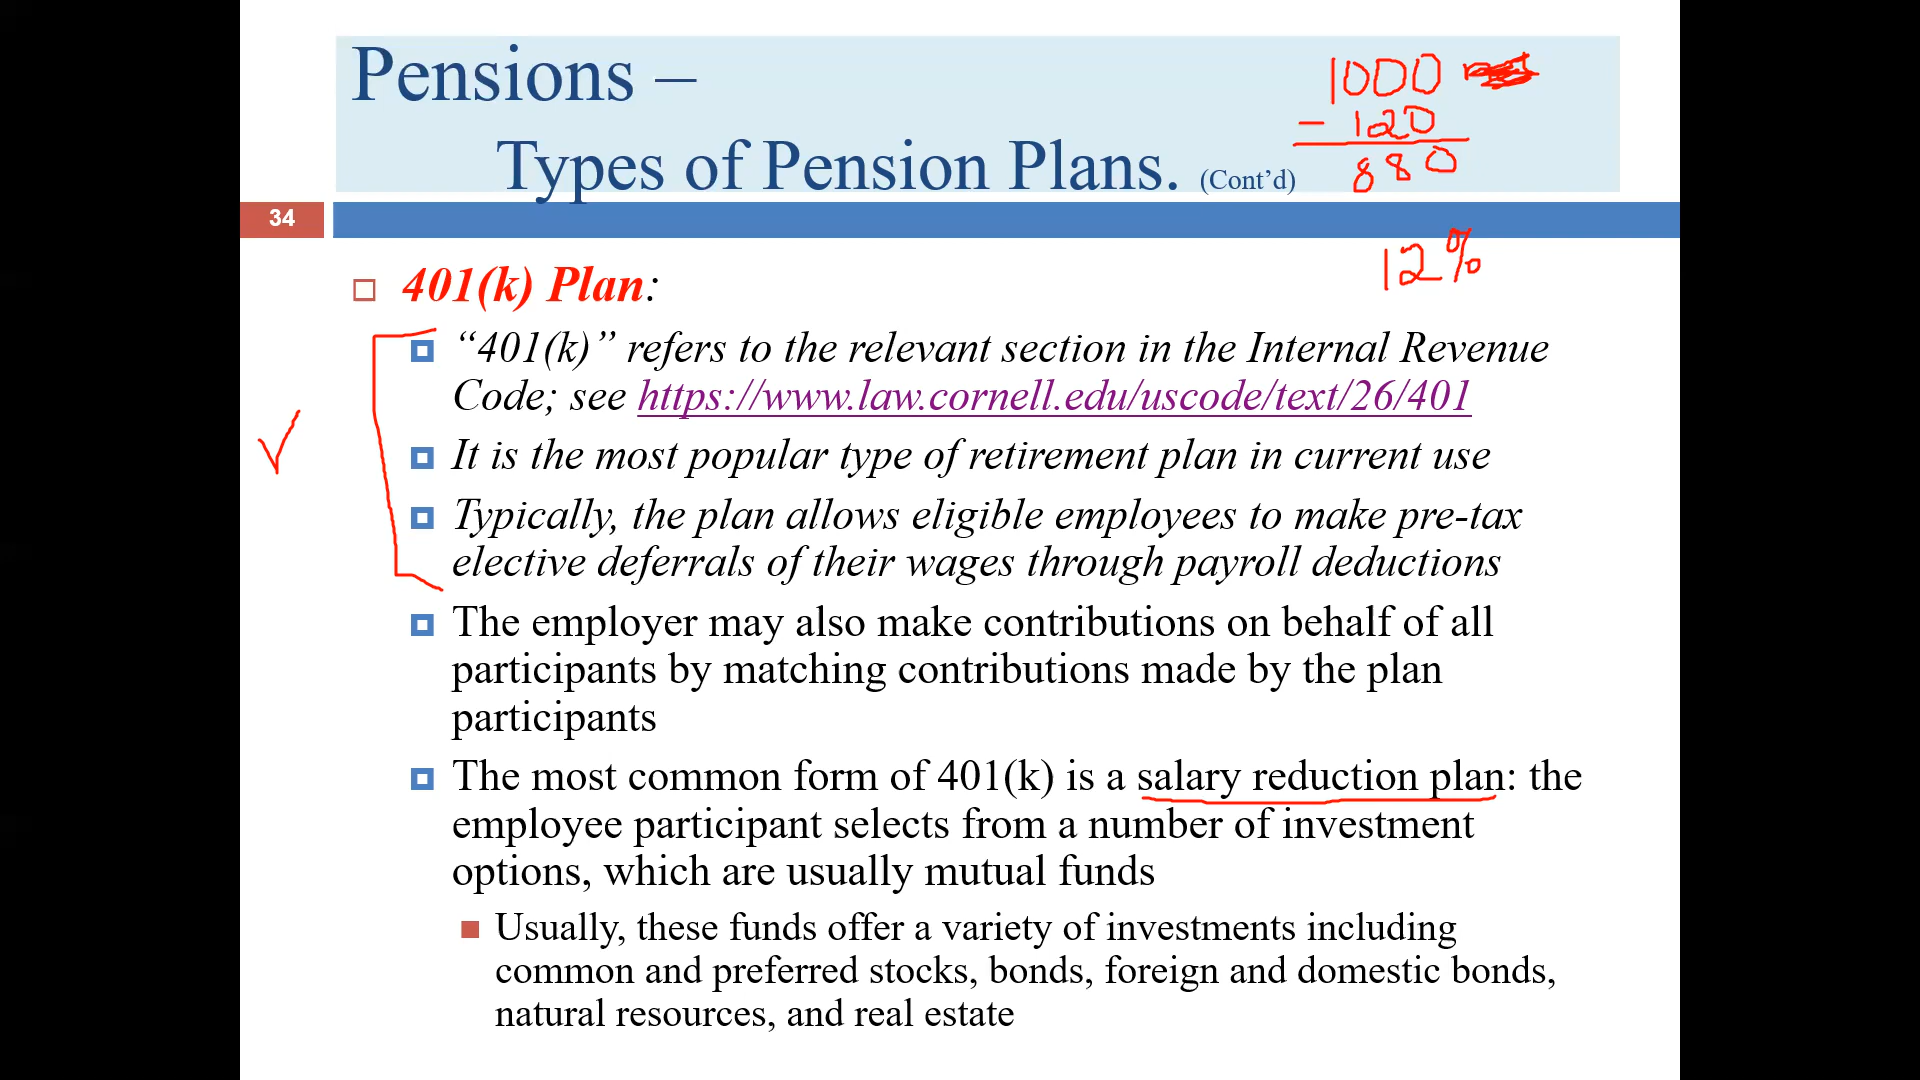 Pensions –
Types of Pension Plans. (Cont’d)
1000
- 120
880
34
12%
401(k) Plan:
“401(k)” refers to the relevant section in the Internal Revenue
Code; see https://www.law.cornell.edu/uscode/text/26/401
It is the most popular type of retirement plan in current use
Typically, the plan allows eligible employees to make pre-tax
elective deferrals of their wages through payroll deductions
The employer may also make contributions on behalf of all
participants by matching contributions made by the plan
participants
The most common form of 401(k) is a salary reduction plan: the
employee participant selects from a number of investment
options, which are usually mutual funds
Usually, these funds offer a variety of investments including
common and preferred stocks, bonds, foreign and domestic bonds,
natural resources, and real estate